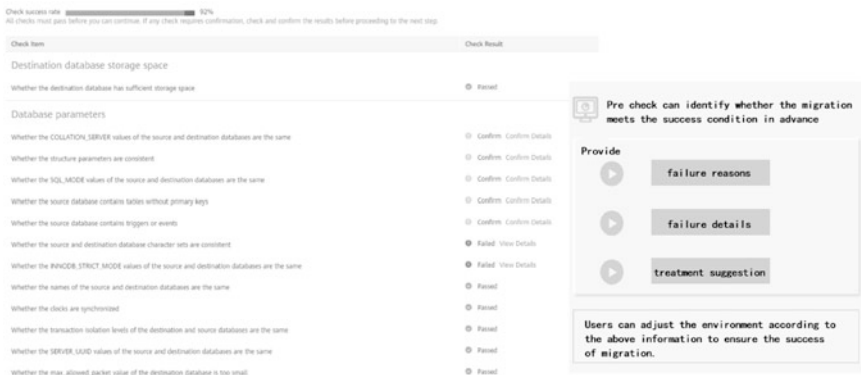 Check success rate 92%
All checks must pass before you can continue. If any check requires confirmation, check and confirm the results before proceeding to the next step.
Check Item Check Result
Destination database storage space
Whether the destination database has sufficient storage space Passed
Database parameters
Whether the COLLATION_SERVER values of the source and destination databases are the same Confirm Confirm Details
Whether the structure parameters are consistent Confirm Confirm Details
Whether the SQL_MODE values of the source and destination databases are the same Confirm Confirm Details
Whether the source database contains tables without primary keys Confirm Confirm Details
Whether the source database contains triggers or events Confirm Confirm Details
Whether the source and destination database character sets are consistent Failed View Details
Whether the INNODB_STRICT_MODE values of the source and destination databases are the same Failed View Details
Whether the names of the source and destination databases are the same Passed
Whether the clocks are synchronized Passed
Whether the transaction isolation levels of the destination and source databases are the same Passed
Whether the SERVER_UUID values of the source and destination databases are the same Passed
Whether the max_allowed_packet value of the destination database is too small Passed
Pre check can identify whether the migration
meets the success condition in advance
Provide
failure reasons
failure details
treatment suggestion
Users can adjust the environment according to
the above information to ensure the success
of migration.